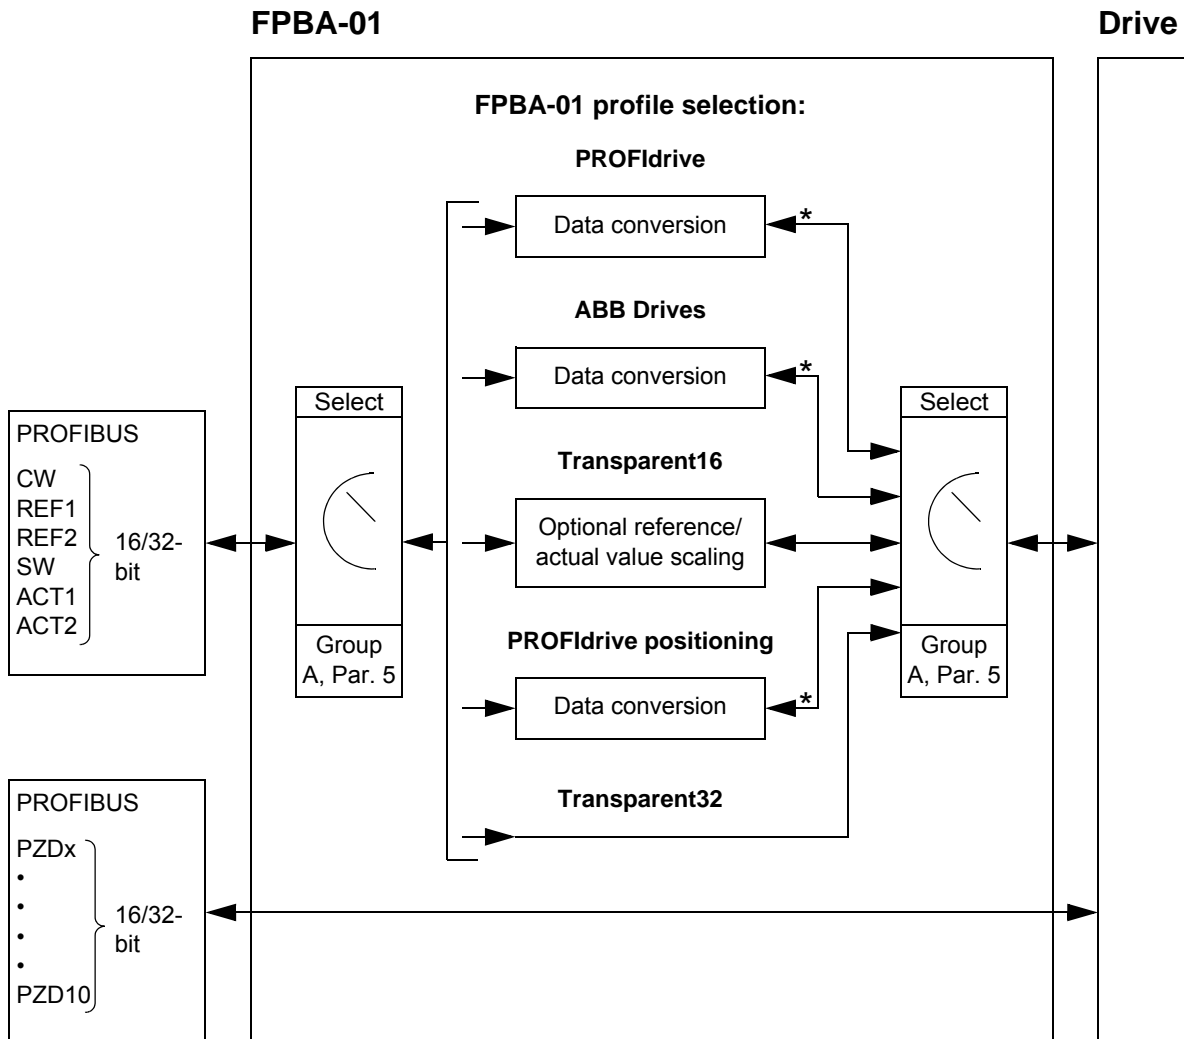 FPBA-01
Drive
FPBA-01 profile selection:
PROFIdrive
Data conversion
*
ABB Drives
Data conversion
*
Transparent16
Optional reference/
actual value scaling
PROFIdrive positioning
Data conversion
*
Transparent32
Select
Group
A, Par. 5
Select
Group
A, Par. 5
PROFIBUS
CW
REF1
REF2
SW
ACT1
ACT2
16/32-
bit
PROFIBUS
PZDx
•
•
•
•
PZD10
16/32-
bit